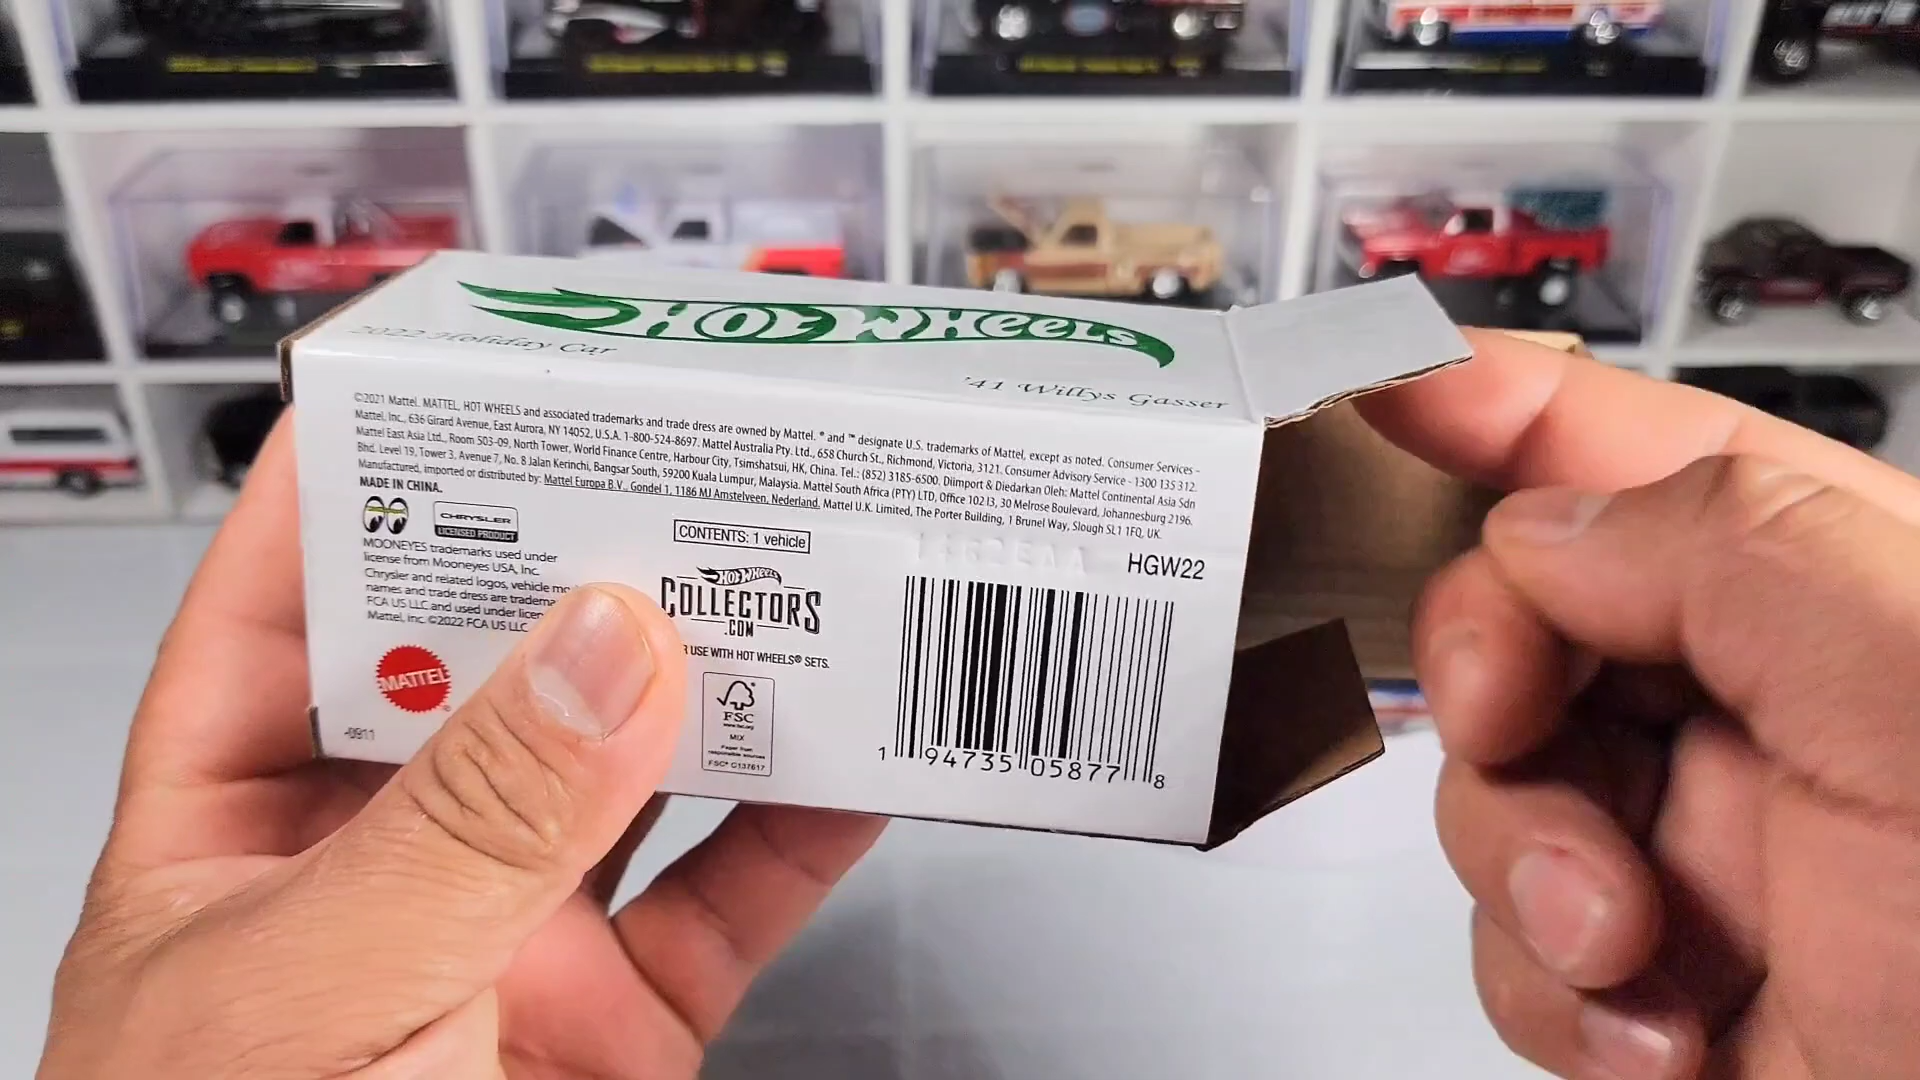 HOT WHEELS
2022 Holiday Car
'41 Willys Gasser
©2021 Mattel. MATTEL, HOT WHEELS and associated trademarks and trade dress are owned by Mattel. ® and ™ designate U.S. trademarks of Mattel, except as noted. Consumer Services -
Mattel, Inc., 636 Girard Avenue, East Aurora, NY 14052, U.S.A. 1-800-524-8697. Mattel Australia Pty. Ltd., 658 Church St., Richmond, Victoria, 3121. Consumer Advisory Service - 1300 135 312.
Mattel East Asia Ltd., Room 503-09, North Tower, World Finance Centre, Harbour City, Tsimshatsui, HK, China. Tel.: (852) 3185-6500. Diimport & Diedarkan Oleh: Mattel Continental Asia Sdn
Bhd. Level 19, Tower 3, Avenue 7, No. 8 Jalan Kerinchi, Bangsar South, 59200 Kuala Lumpur, Malaysia. Mattel South Africa (PTY) LTD, Office 102 I3, 30 Melrose Boulevard, Johannesburg 2196.
Manufactured, imported or distributed by: Mattel Europa B.V., Gondel 1, 1186 MJ Amstelveen, Nederland. Mattel U.K. Limited, The Porter Building, 1 Brunel Way, Slough SL1 1FQ, UK.
MADE IN CHINA.
CHRYSLER
LICENSED PRODUCT
MOONEYES trademarks used under
license from Mooneyes USA, Inc.
Chrysler and related logos, vehicle
names and trade dress are
FCA US LLC and used under
Mattel, Inc. ©2022 FCA US LLC
MATTEL
-0911
CONTENTS: 1 vehicle
HOT WHEELS
COLLECTORS
.COM
USE WITH HOT WHEELS® SETS.
FSC
www.fsc.org
MIX
Paper from
responsible sources
FSC® C137617
HGW22
1 94735 05877 8